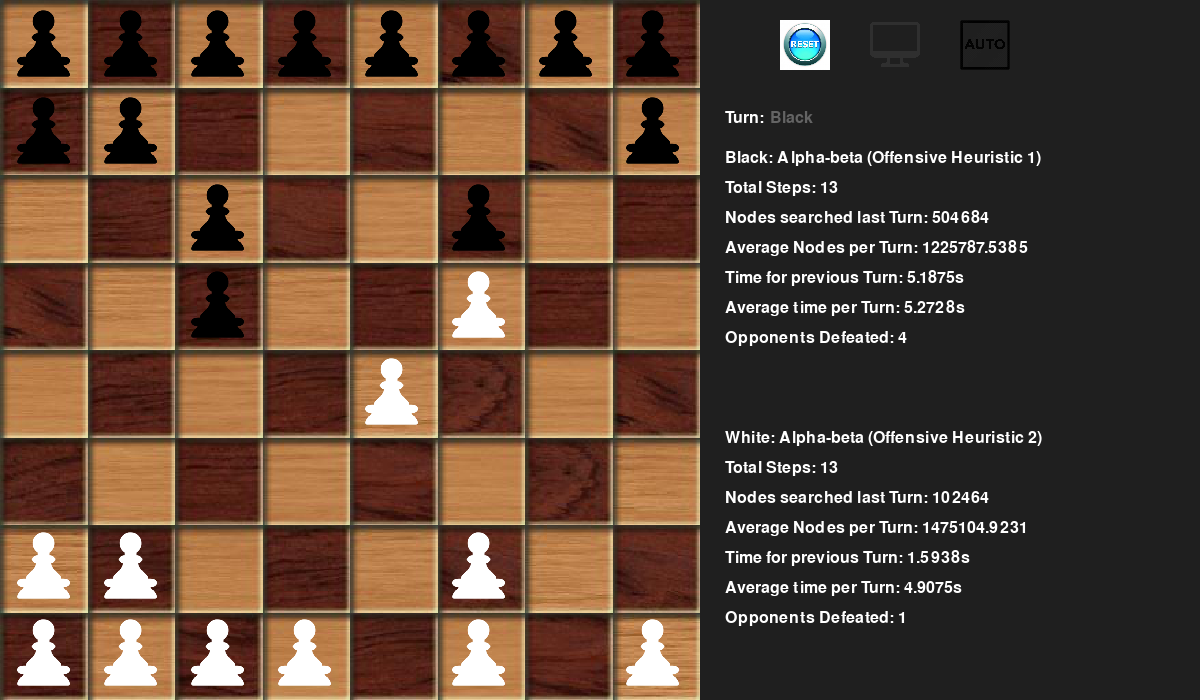 RESET
AUTO
Turn: Black
Black: Alpha-beta (Offensive Heuristic 1)
Total Steps: 13
Nodes searched last Turn: 504684
Average Nodes per Turn: 1225787.5385
Time for previous Turn: 5.1875s
Average time per Turn: 5.2728s
Opponents Defeated: 4
White: Alpha-beta (Offensive Heuristic 2)
Total Steps: 13
Nodes searched last Turn: 102464
Average Nodes per Turn: 1475104.9231
Time for previous Turn: 1.5938s
Average time per Turn: 4.9075s
Opponents Defeated: 1